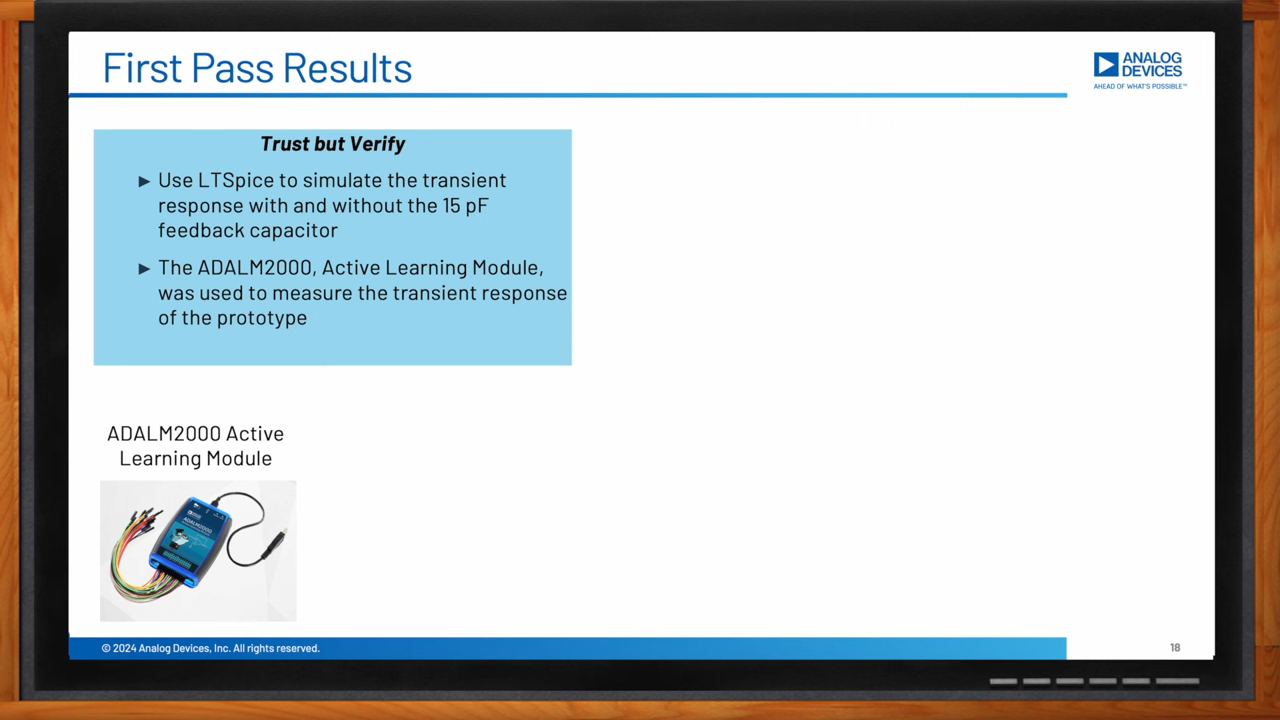 First Pass Results
ANALOG
DEVICES
AHEAD OF WHAT'S POSSIBLE™
Trust but Verify
► Use LTSpice to simulate the transient
response with and without the 15 pF
feedback capacitor
► The ADALM2000, Active Learning Module,
was used to measure the transient response
of the prototype
ADALM2000 Active
Learning Module
ADALM2000
© 2024 Analog Devices, Inc. All rights reserved.
18